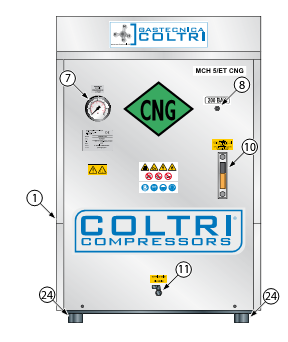 GASTECNICA
COLTRI
MCH 5/ET CNG
7
8
200 BAR
CNG
10
1
COLTRI
COMPRESSORS
11
24
24